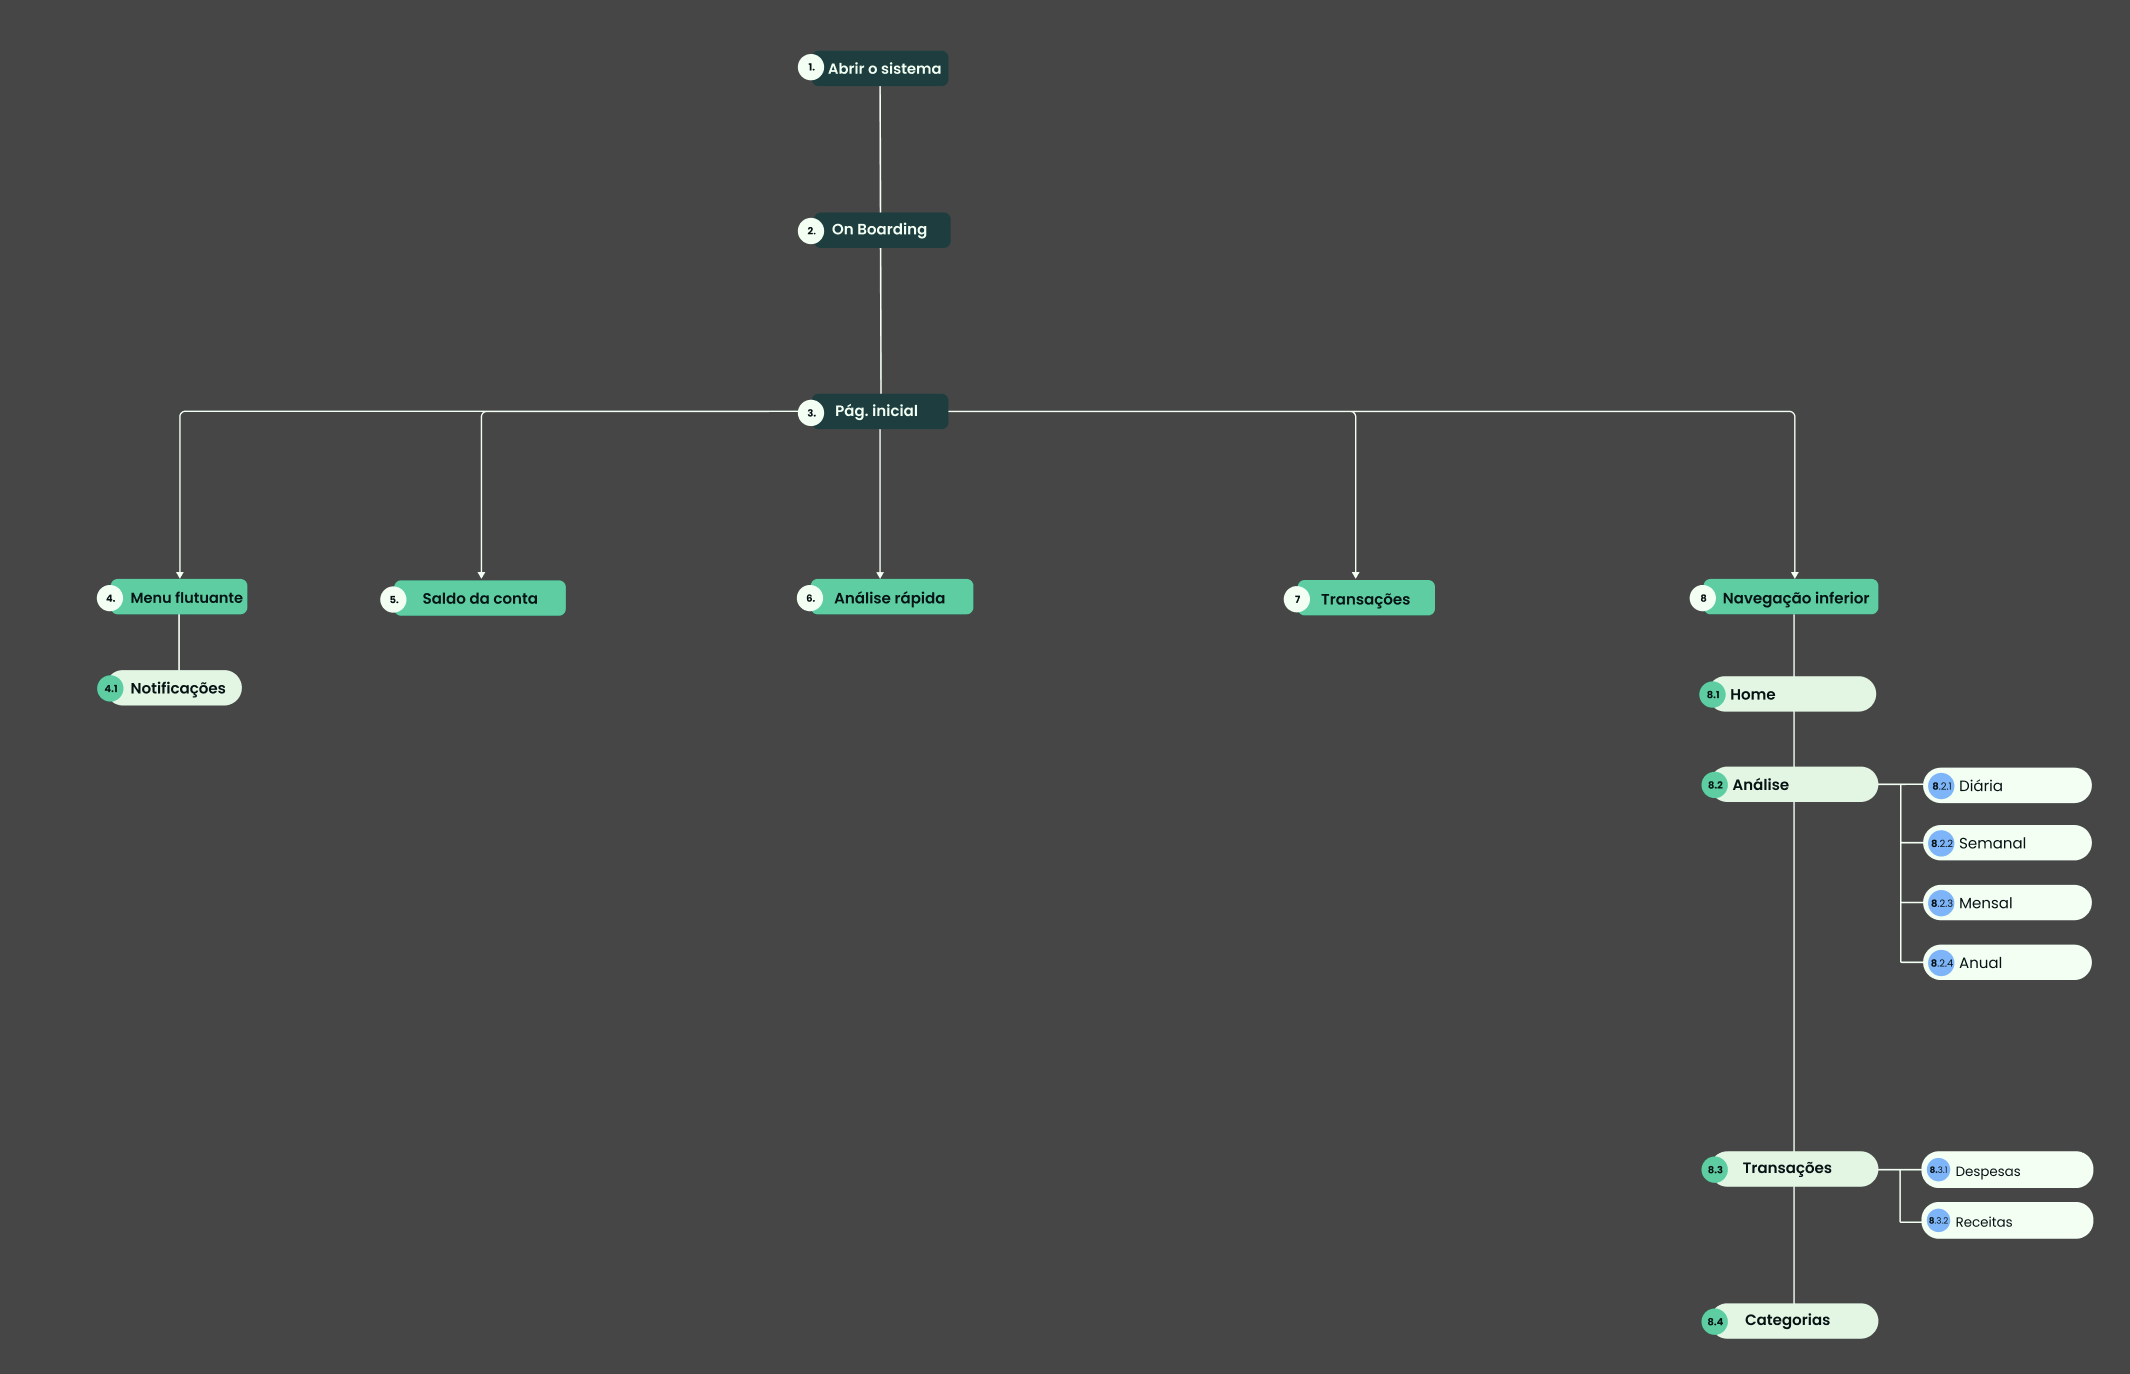 1. Abrir o sistema
2. On Boarding
3. Pág. inicial
4. Menu flutuante
5. Saldo da conta
6. Análise rápida
7 Transações
8 Navegação inferior
4.1 Notificações
8.1 Home
8.2 Análise
8.2.1 Diária
8.2.2 Semanal
8.2.3 Mensal
8.2.4 Anual
8.3 Transações
8.3.1 Despesas
8.3.2 Receitas
8.4 Categorias